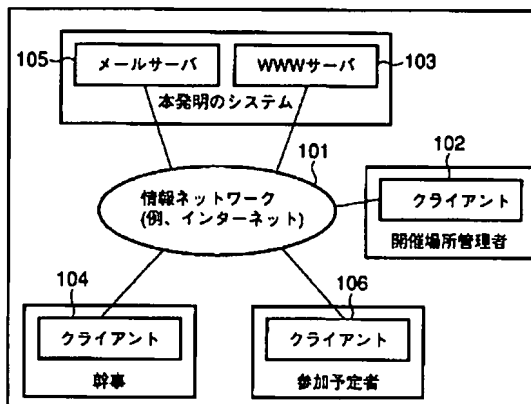 105
メールサーバ
WWWサーバ
103
本発明のシステム
101
102
情報ネットワーク
(例、インターネット)
クライアント
開催場所管理者
104
106
クライアント
クライアント
幹事
参加予定者